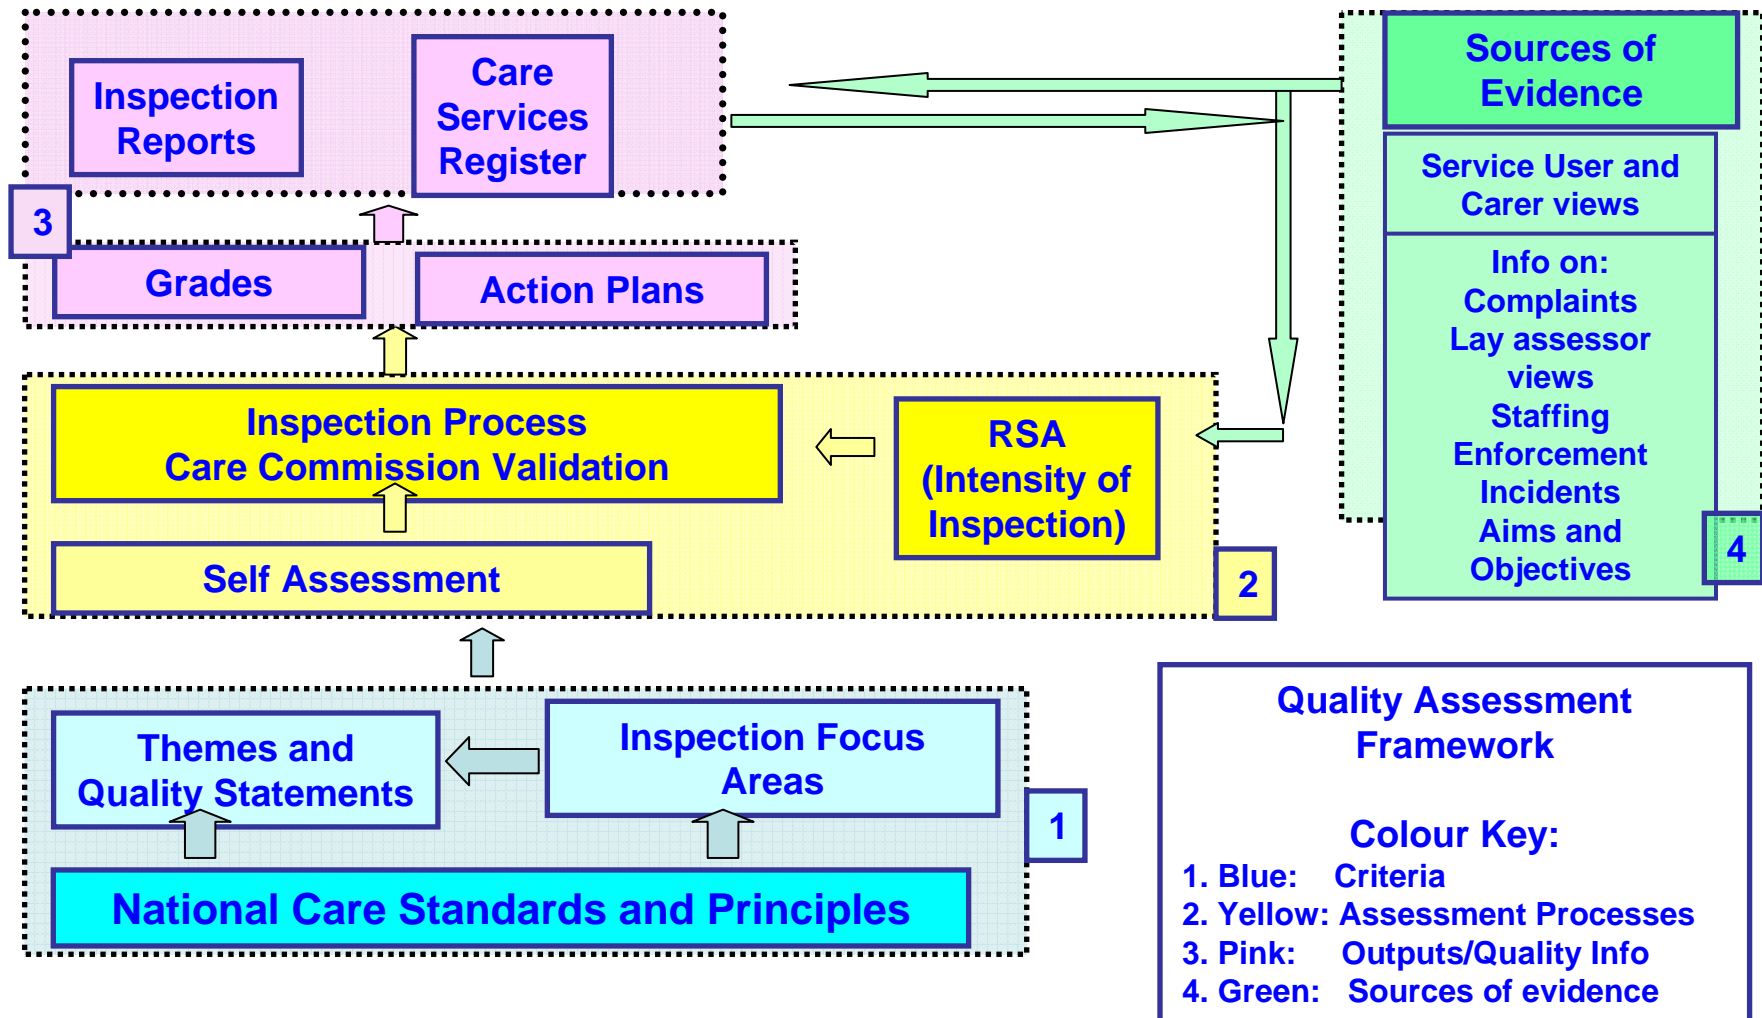 Inspection
Reports
Care
Services
Register
3
Grades
Action Plans
Inspection Process
Care Commission Validation
RSA
(Intensity of
Inspection)
Self Assessment
2
Themes and
Quality Statements
Inspection Focus
Areas
1
National Care Standards and Principles
Sources of
Evidence
Service User and
Carer views
Info on:
Complaints
Lay assessor
views
Staffing
Enforcement
Incidents
Aims and
Objectives
4
Quality Assessment
Framework
Colour Key:
1. Blue: Criteria
2. Yellow: Assessment Processes
3. Pink: Outputs/Quality Info
4. Green: Sources of evidence